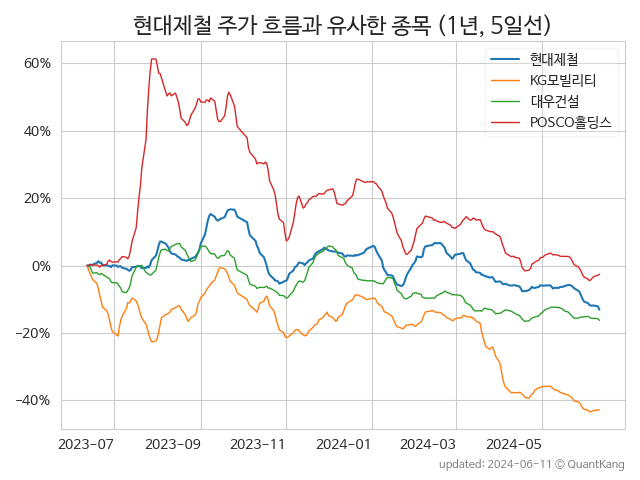 현대제철 주가 흐름과 유사한 종목 (1년, 5일선)
현대제철
KG모빌리티
대우건설
POSCO홀딩스
60%
40%
20%
0%
−20%
−40%
2023-07
2023-09
2023-11
2024-01
2024-03
2024-05
updated: 2024-06-11 © QuantKang